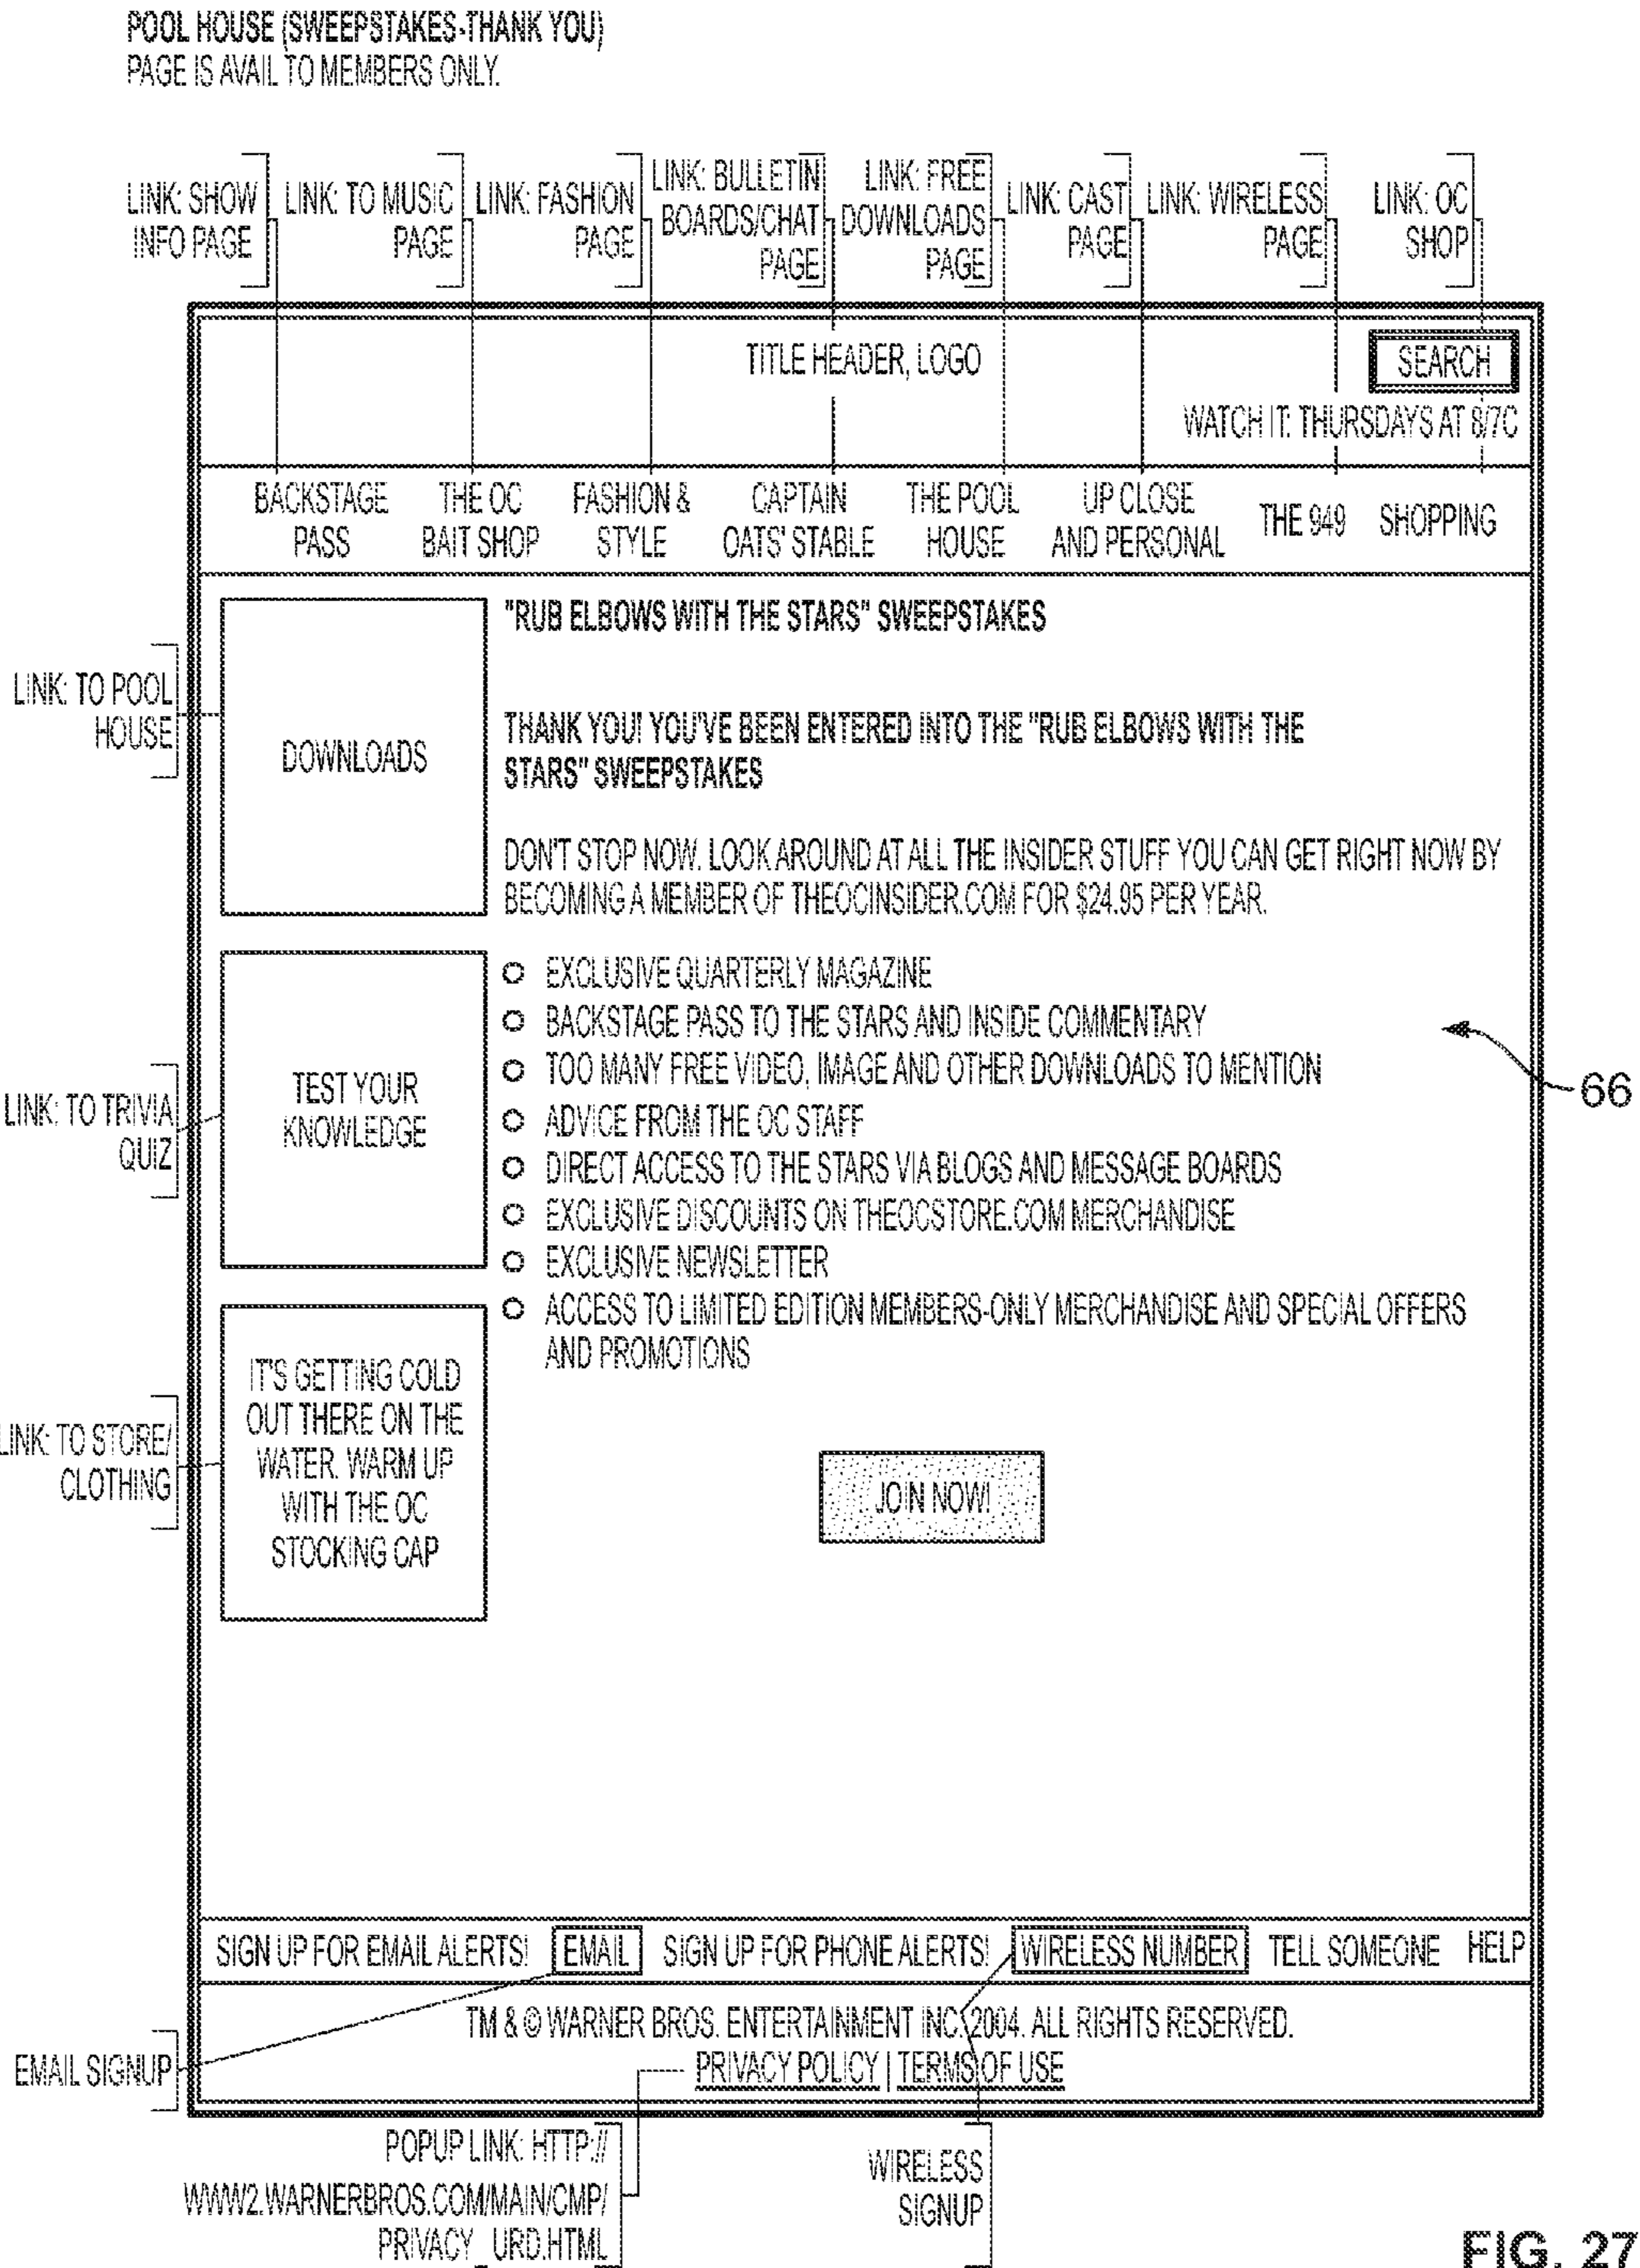 POOL HOUSE (SWEEPSTAKES-THANK YOU)
PAGE IS AVAIL TO MEMBERS ONLY.
LINK: SHOW
INFO PAGE
LINK: TO MUSIC
PAGE
LINK: FASHION
PAGE
LINK: BULLETIN
BOARDS/CHAT
PAGE
LINK: FREE
DOWNLOADS
PAGE
LINK: CAST
PAGE
LINK: WIRELESS
PAGE
LINK: OC
SHOP
TITLE HEADER, LOGO
SEARCH
WATCH IT: THURSDAYS AT 8/7C
BACKSTAGE
PASS
THE OC
BAIT SHOP
FASHION &
STYLE
CAPTAIN
OATS' STABLE
THE POOL
HOUSE
UP CLOSE
AND PERSONAL
THE 949
SHOPPING
LINK: TO POOL
HOUSE
DOWNLOADS
"RUB ELBOWS WITH THE STARS" SWEEPSTAKES
THANK YOU! YOU'VE BEEN ENTERED INTO THE "RUB ELBOWS WITH THE
STARS" SWEEPSTAKES
DON'T STOP NOW. LOOK AROUND AT ALL THE INSIDER STUFF YOU CAN GET RIGHT NOW BY
BECOMING A MEMBER OF THEOCINSIDER.COM FOR $24.95 PER YEAR.
LINK: TO TRIVIA
QUIZ
TEST YOUR
KNOWLEDGE
EXCLUSIVE QUARTERLY MAGAZINE
BACKSTAGE PASS TO THE STARS AND INSIDE COMMENTARY
TOO MANY FREE VIDEO, IMAGE AND OTHER DOWNLOADS TO MENTION
ADVICE FROM THE OC STAFF
DIRECT ACCESS TO THE STARS VIA BLOGS AND MESSAGE BOARDS
EXCLUSIVE DISCOUNTS ON THEOCSTORE.COM MERCHANDISE
EXCLUSIVE NEWSLETTER
ACCESS TO LIMITED EDITION MEMBERS-ONLY MERCHANDISE AND SPECIAL OFFERS
AND PROMOTIONS
66
LINK: TO STORE/
CLOTHING
IT'S GETTING COLD
OUT THERE ON THE
WATER. WARM UP
WITH THE OC
STOCKING CAP
JOIN NOW!
SIGN UP FOR EMAIL ALERTS! EMAIL SIGN UP FOR PHONE ALERTS! WIRELESS NUMBER TELL SOMEONE HELP
TM & © WARNER BROS. ENTERTAINMENT INC. 2004. ALL RIGHTS RESERVED.
PRIVACY POLICY | TERMS OF USE
EMAIL SIGNUP
POPUP LINK: HTTP://
WWW2.WARNERBROS.COM/MAIN/CMP/
PRIVACY_URD.HTML
WIRELESS
SIGNUP
FIG. 27